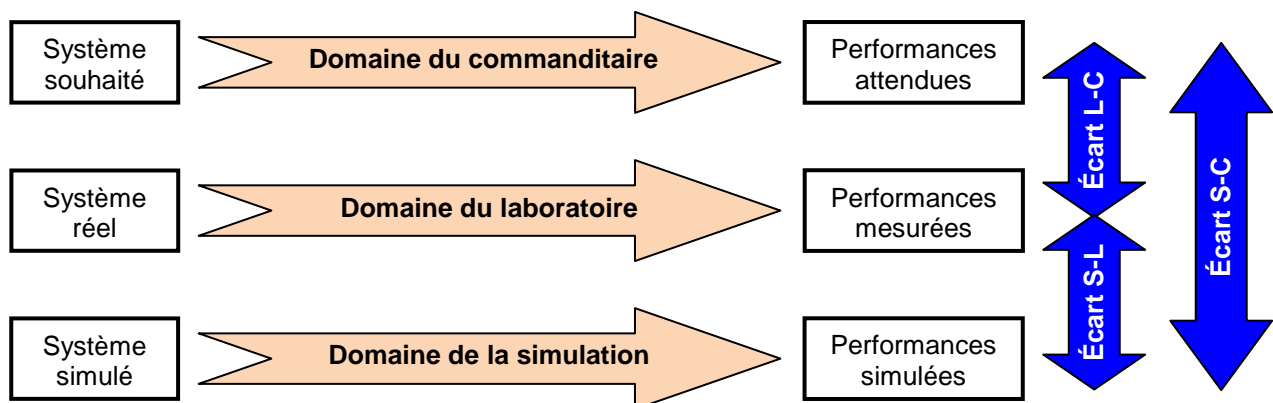 Système
souhaité
Domaine du commanditaire
Performances
attendues
Écart L-C
Écart S-C
Système
réel
Domaine du laboratoire
Performances
mesurées
Écart S-L
Système
simulé
Domaine de la simulation
Performances
simulées